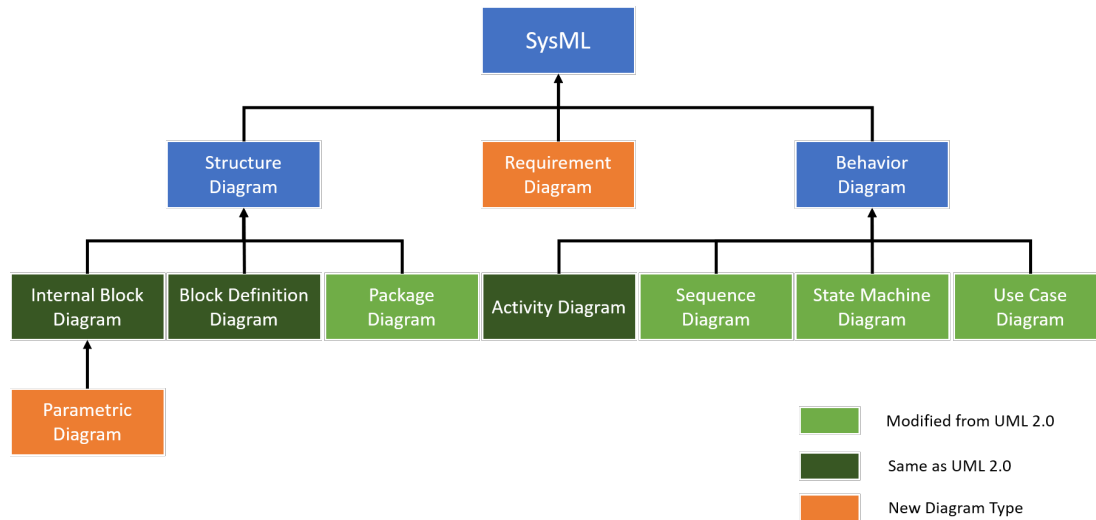 SysML
Structure
Diagram
Requirement
Diagram
Behavior
Diagram
Internal Block
Diagram
Block Definition
Diagram
Package
Diagram
Activity Diagram
Sequence
Diagram
State Machine
Diagram
Use Case
Diagram
Parametric
Diagram
Modified from UML 2.0
Same as UML 2.0
New Diagram Type